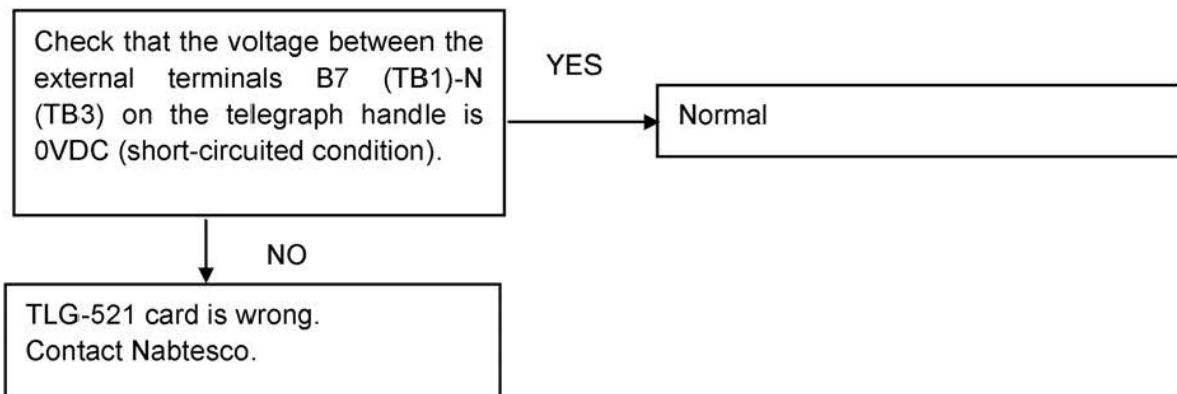 Check that the voltage between the
external terminals B7 (TB1)-N
(TB3) on the telegraph handle is
0VDC (short-circuited condition).
YES
Normal
NO
TLG-521 card is wrong.
Contact Nabtesco.